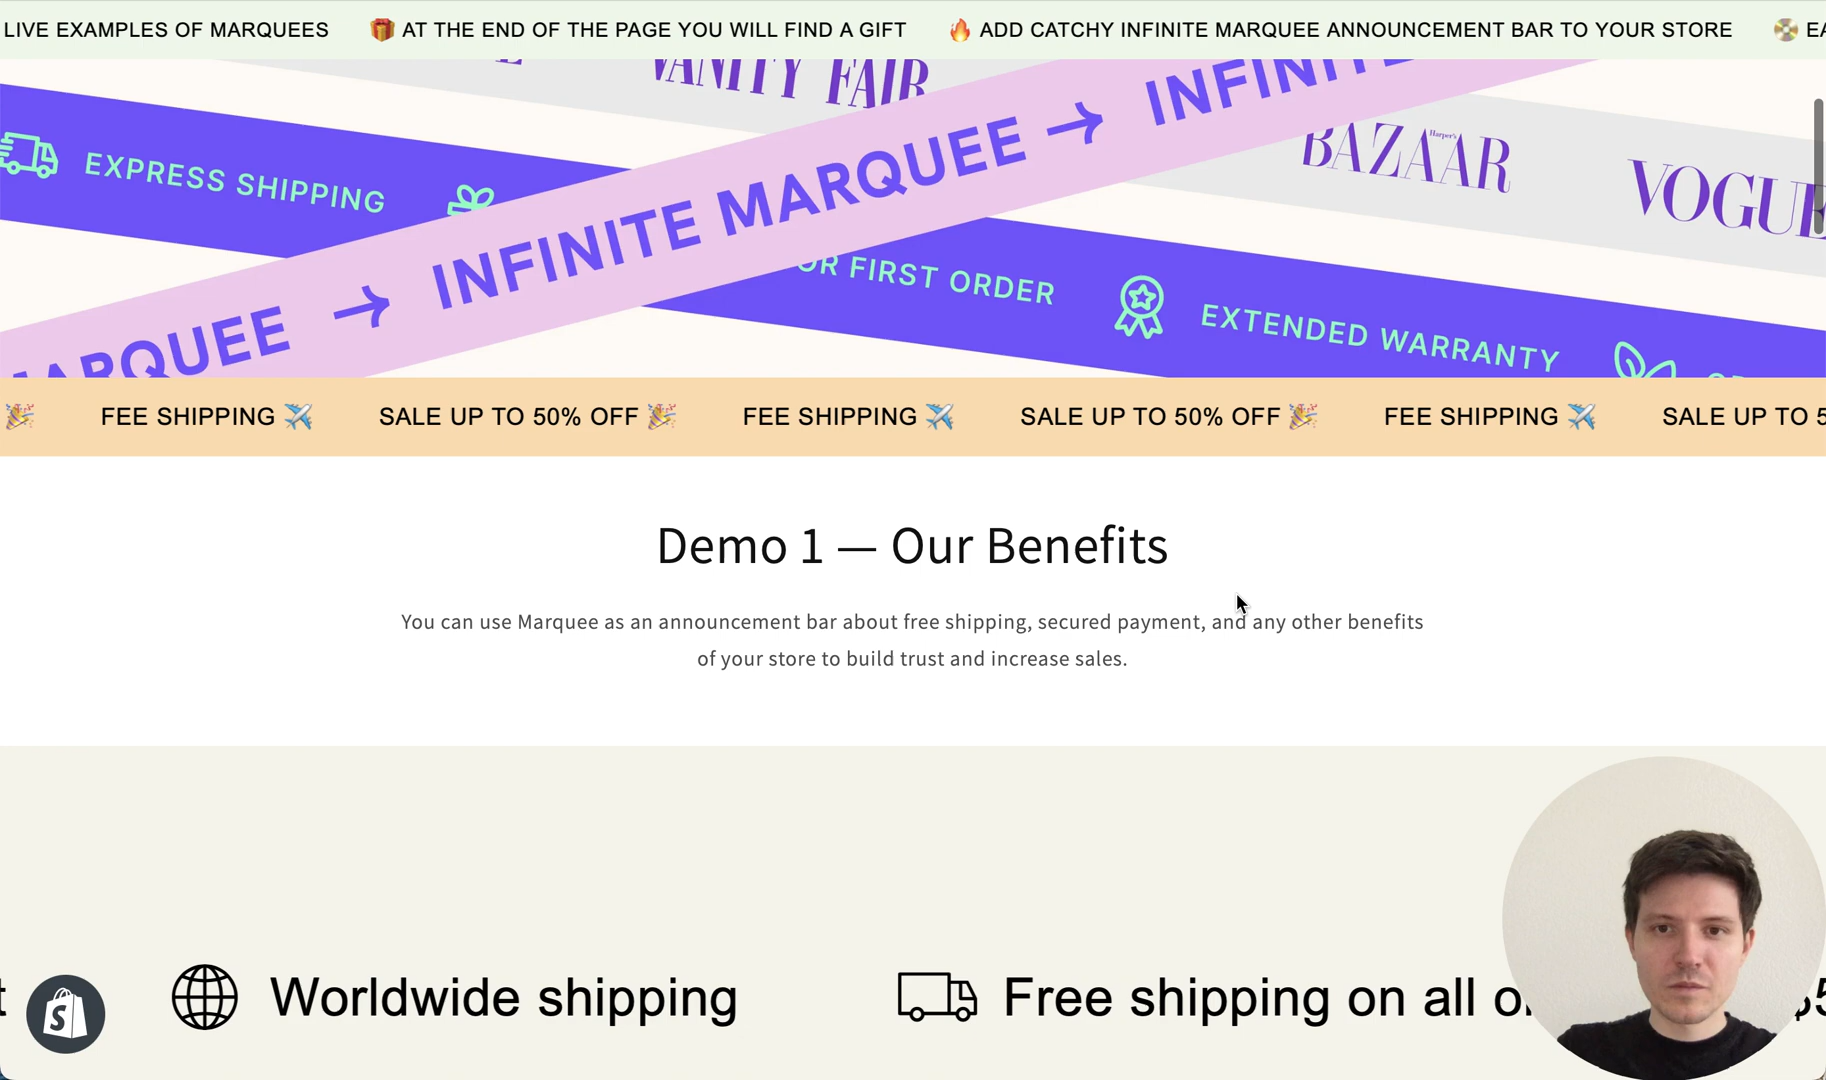 LIVE EXAMPLES OF MARQUEES 🎁 AT THE END OF THE PAGE YOU WILL FIND A GIFT 🔥 ADD CATCHY INFINITE MARQUEE ANNOUNCEMENT BAR TO YOUR STORE 📀
VANITY FAIR
INFINITE
Harper's
BAZAAR
VOGUE
EXPRESS SHIPPING
INFINITE MARQUEE →
FIRST ORDER
EXTENDED WARRANTY
MARQUEE →
🎉 FEE SHIPPING ✈️ SALE UP TO 50% OFF 🎉 FEE SHIPPING ✈️ SALE UP TO 50% OFF 🎉 FEE SHIPPING ✈️ SALE UP TO 5
Demo 1 — Our Benefits
You can use Marquee as an announcement bar about free shipping, secured payment, and any other benefits
of your store to build trust and increase sales.
Worldwide shipping Free shipping on all